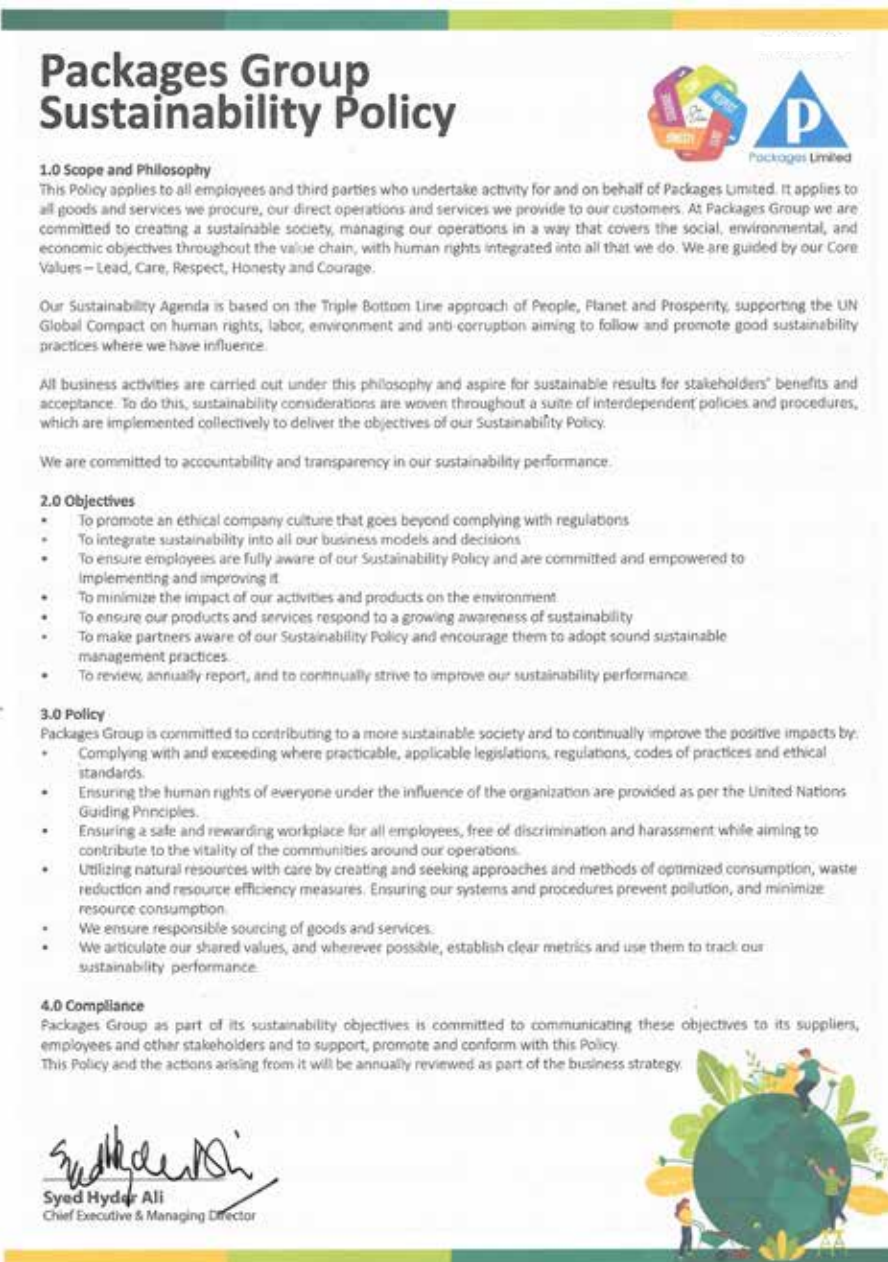 Packages Group
Sustainability Policy
CARE
RESPECT
HONESTY
P
Packages Limited
1.0 Scope and Philosophy
This Policy applies to all employees and third parties who undertake activity for and on behalf of Packages Limited. It applies to
all goods and services we procure, our direct operations and services we provide to our customers. At Packages Group we are
committed to creating a sustainable society, managing our operations in a way that covers the social, environmental, and
economic objectives throughout the value chain, with human rights integrated into all that we do. We are guided by our Core
Values – Lead, Care, Respect, Honesty and Courage.
Our Sustainability Agenda is based on the Triple Bottom Line approach of People, Planet and Prosperity, supporting the UN
Global Compact on human rights, labor, environment and anti-corruption aiming to follow and promote good sustainability
practices where we have influence.
All business activities are carried out under this philosophy and aspire for sustainable results for stakeholders' benefits and
acceptance. To do this, sustainability considerations are woven throughout a suite of interdependent policies and procedures,
which are implemented collectively to deliver the objectives of our Sustainability Policy.
We are committed to accountability and transparency in our sustainability performance.
2.0 Objectives
• To promote an ethical company culture that goes beyond complying with regulations
• To integrate sustainability into all our business models and decisions
• To ensure employees are fully aware of our Sustainability Policy and are committed and empowered to
implementing and improving it
• To minimize the impact of our activities and products on the environment
• To ensure our products and services respond to a growing awareness of sustainability
• To make partners aware of our Sustainability Policy and encourage them to adopt sound sustainable
management practices.
• To review, annually report, and to continually strive to improve our sustainability performance.
3.0 Policy
Packages Group is committed to contributing to a more sustainable society and to continually improve the positive impacts by:
• Complying with and exceeding where practicable, applicable legislations, regulations, codes of practices and ethical
standards.
• Ensuring the human rights of everyone under the influence of the organization are provided as per the United Nations
Guiding Principles.
• Ensuring a safe and rewarding workplace for all employees, free of discrimination and harassment while aiming to
contribute to the vitality of the communities around our operations.
• Utilizing natural resources with care by creating and seeking approaches and methods of optimized consumption, waste
reduction and resource efficiency measures. Ensuring our systems and procedures prevent pollution, and minimize
resource consumption.
• We ensure responsible sourcing of goods and services.
• We articulate our shared values, and wherever possible, establish clear metrics and use them to track our
sustainability performance.
4.0 Compliance
Packages Group as part of its sustainability objectives is committed to communicating these objectives to its suppliers,
employees and other stakeholders and to support, promote and conform with this Policy.
This Policy and the actions arising from it will be annually reviewed as part of the business strategy.
Syed Hyder Ali
Syed Hyder Ali
Chief Executive & Managing Director